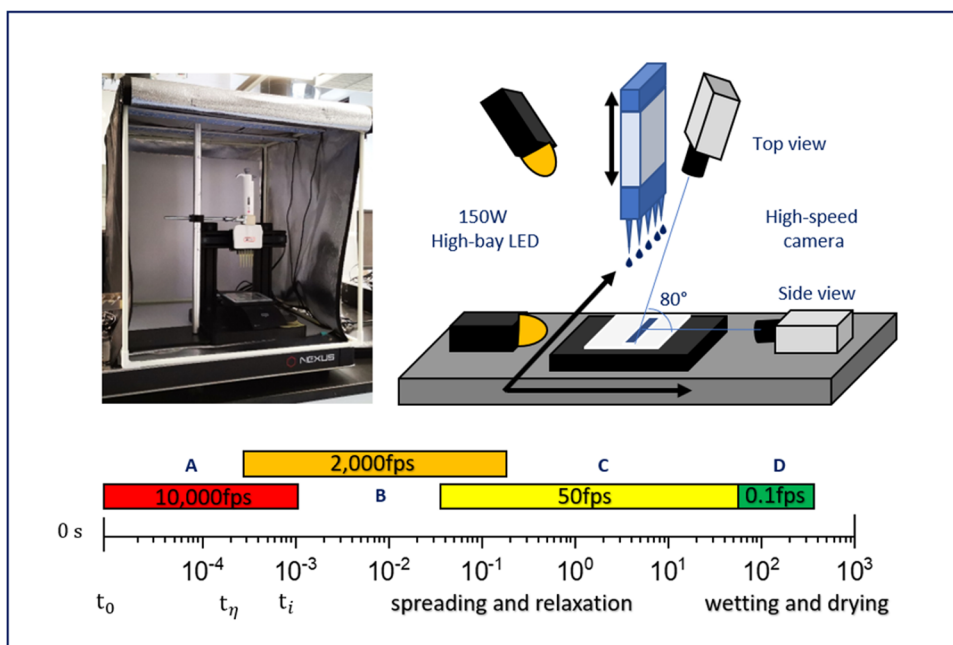 NEXUS
150W
High-bay LED
Top view
High-speed
camera
80°
Side view
A
2,000fps
C
D
10,000fps
B
50fps
0.1fps
0 s
10⁻⁴
10⁻³
10⁻²
10⁻¹
10⁰
10¹
10²
10³
t₀
t_η
t_i
spreading and relaxation
wetting and drying